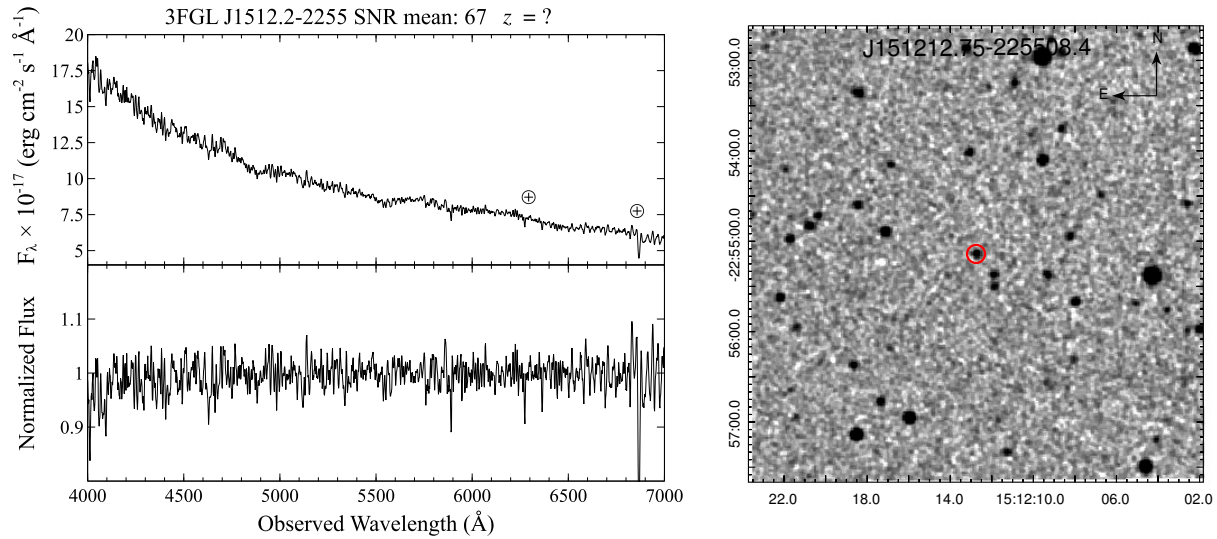 3FGL J1512.2-2255 SNR mean: 67 z = ?
F_λ × 10^-17 (erg cm^-2 s^-1 Å^-1)
20
17.5
15
12.5
10
7.5
5
Normalized Flux
1.1
1
0.9
4000 4500 5000 5500 6000 6500 7000
Observed Wavelength (Å)
J151212.75-225508.4
N
E
53:00.0
54:00.0
-22:55:00.0
56:00.0
57:00.0
22.0 18.0 14.0 15:12:10.0 06.0 02.0